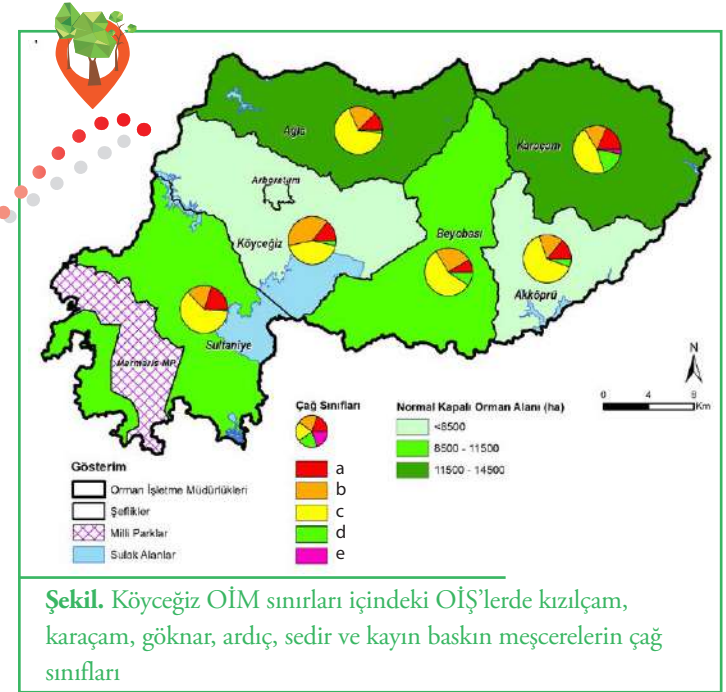 Ağla
Karaçam
Arboretum
Köyceğiz
Beyobası
Akköprü
Sultaniye
Marmaris MP
N
0 4 8
Km
Çağ Sınıfları
a
b
c
d
e
Normal Kapalı Orman Alanı (ha)
<8500
8500 - 11500
11500 - 14500
Gösterim
Orman İşletme Müdürlükleri
Şeflikler
Milli Parklar
Sulak Alanlar
Şekil. Köyceğiz OİM sınırları içindeki OİŞ’lerde kızılçam,
karaçam, göknar, ardıç, sedir ve kayın baskın meşcerelerin çağ
sınıfları